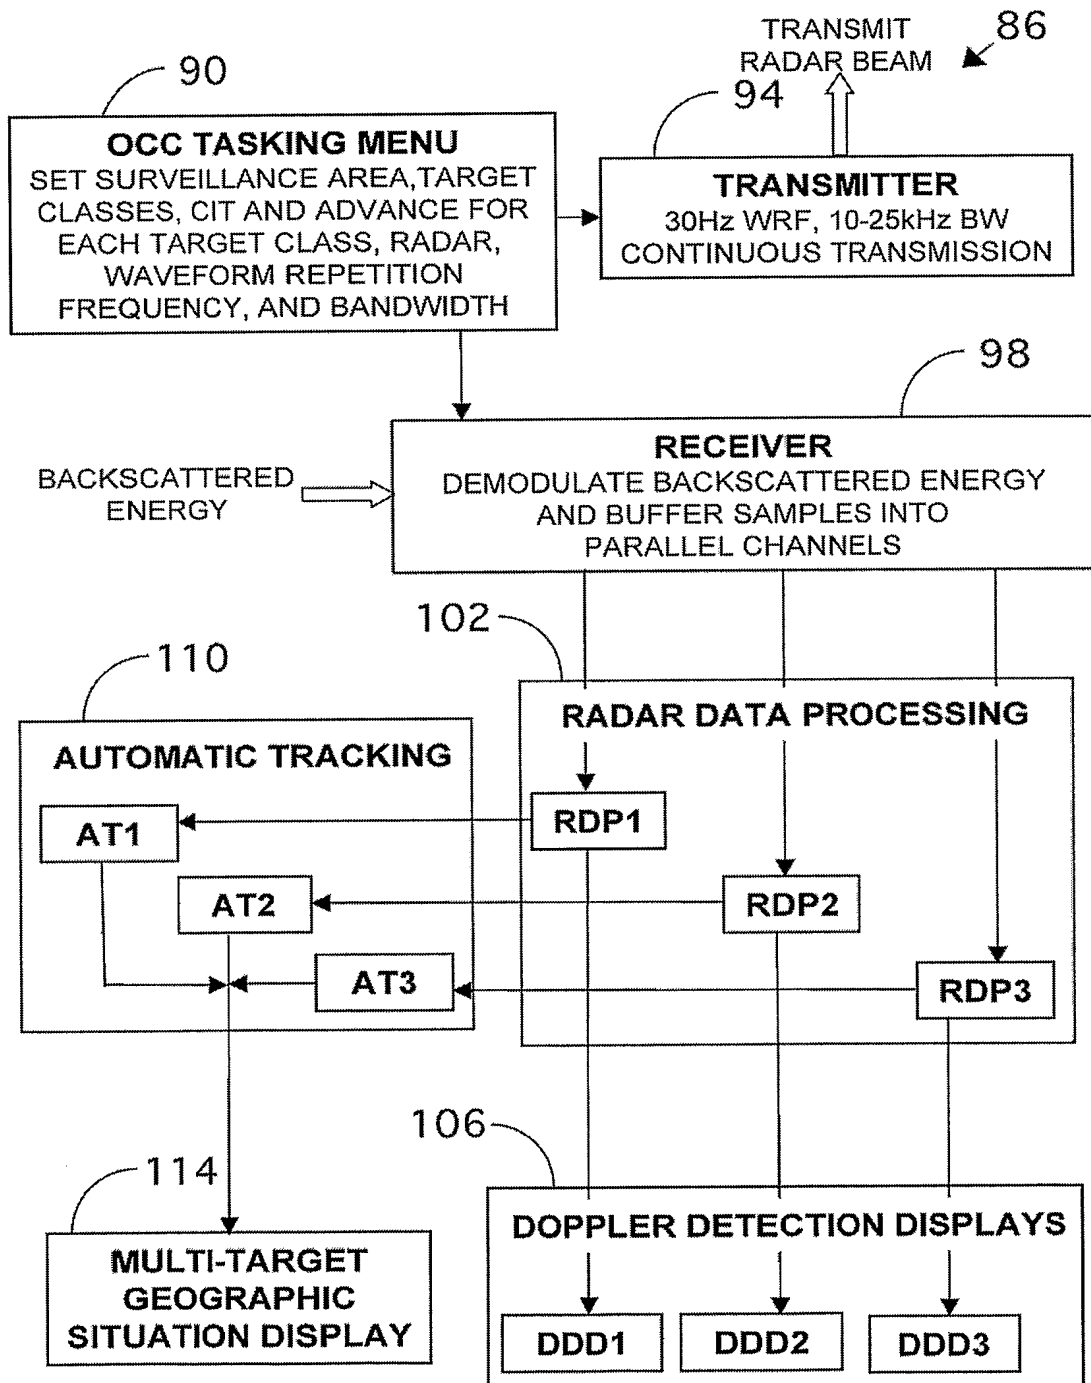 TRANSMIT
RADAR BEAM
86
90
94
OCC TASKING MENU
SET SURVEILLANCE AREA,TARGET
CLASSES, CIT AND ADVANCE FOR
EACH TARGET CLASS, RADAR,
WAVEFORM REPETITION
FREQUENCY, AND BANDWIDTH
TRANSMITTER
30Hz WRF, 10-25kHz BW
CONTINUOUS TRANSMISSION
98
BACKSCATTERED
ENERGY
RECEIVER
DEMODULATE BACKSCATTERED ENERGY
AND BUFFER SAMPLES INTO
PARALLEL CHANNELS
102
110
RADAR DATA PROCESSING
AUTOMATIC TRACKING
AT1
RDP1
AT2
RDP2
AT3
RDP3
106
114
MULTI-TARGET
GEOGRAPHIC
SITUATION DISPLAY
DOPPLER DETECTION DISPLAYS
DDD1
DDD2
DDD3